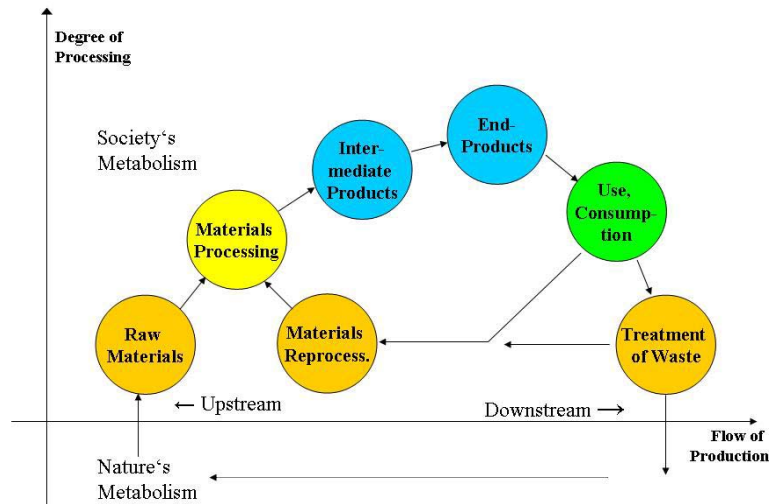 Degree of
Processing
Society‘s
Metabolism
Inter-
mediate
Products
End-
Products
Use,
Consump-
tion
Materials
Processing
Raw
Materials
Materials
Reprocess.
Treatment
of Waste
← Upstream
Downstream →
Flow of
Production
Nature‘s
Metabolism